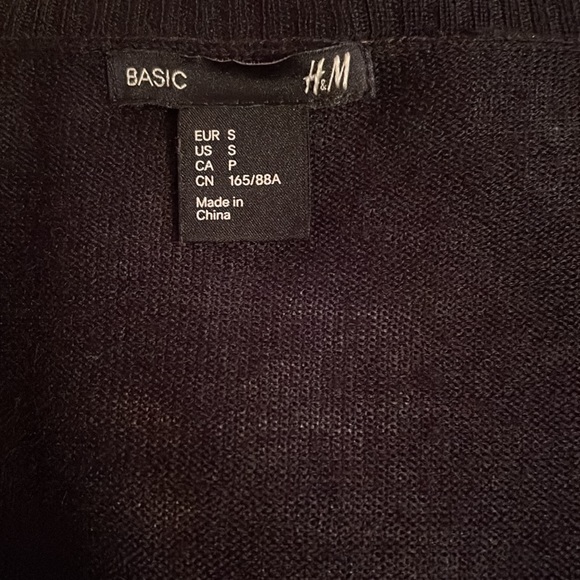 BASIC H&M
EUR S
US S
CA P
CN 165/88A
Made in
China